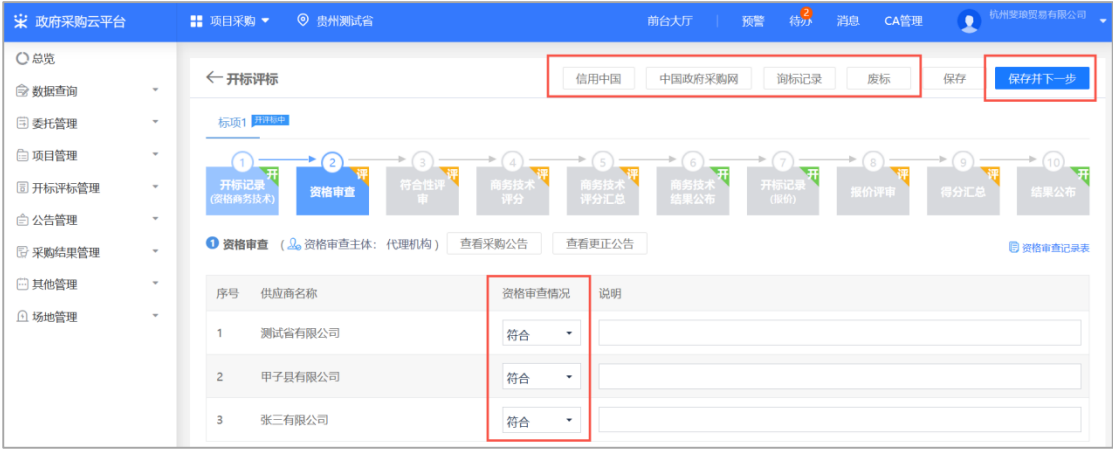 政府采购云平台 项目采购 贵州测试省 前台大厅 预警 待办 2 消息 CA管理 杭州斐琅贸易有限公司
总览
数据查询
委托管理
项目管理
开标评标管理
公告管理
采购结果管理
其他管理
场地管理
开标评标 信用中国 中国政府采购网 询标记录 废标 保存 保存并下一步
标项1 开评标中
1 2 3 4 5 6 7 8 9 10
开标记录 (资格商务技术) 开
资格审查 评
符合性评审 评
商务技术评分 评
商务技术评分汇总 评
商务技术结果公布 开
开标记录 (报价) 开
报价评审 评
得分汇总 评
结果公布 开
1 资格审查 ( 资格审查主体: 代理机构 ) 查看采购公告 查看更正公告 资格审查记录表
序号 供应商名称 资格审查情况 说明
1 测试省有限公司 符合
2 甲子县有限公司 符合
3 张三有限公司 符合